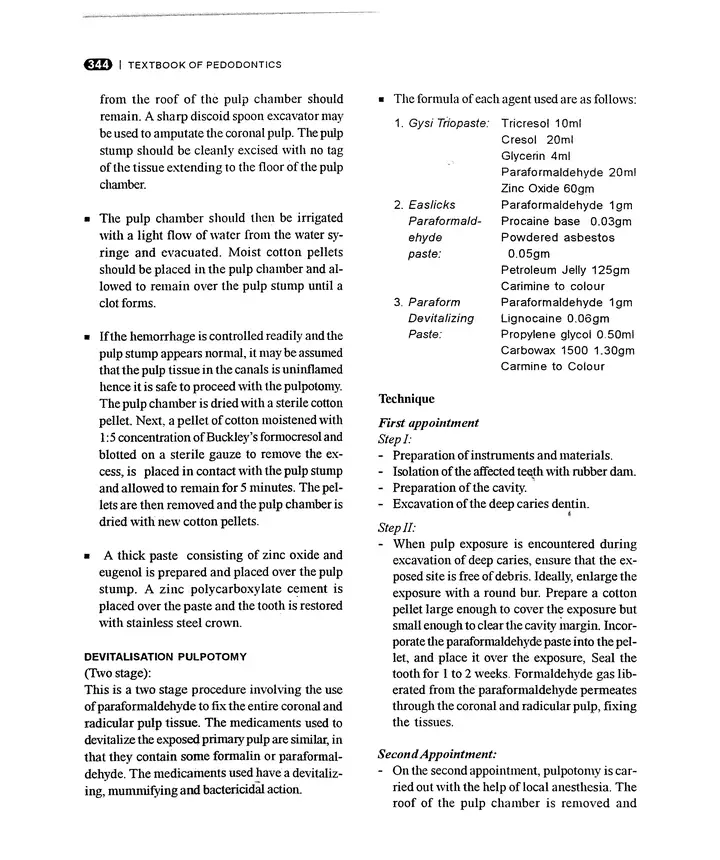 344 | TEXTBOOK OF PEDODONTICS
from the roof of the pulp chamber should
remain. A sharp discoid spoon excavator may
be used to amputate the coronal pulp. The pulp
stump should be cleanly excised with no tag
of the tissue extending to the floor of the pulp
chamber.
▪ The pulp chamber should then be irrigated
with a light flow of water from the water sy-
ringe and evacuated. Moist cotton pellets
should be placed in the pulp chamber and al-
lowed to remain over the pulp stump until a
clot forms.
▪ If the hemorrhage is controlled readily and the
pulp stump appears normal, it may be assumed
that the pulp tissue in the canals is uninflamed
hence it is safe to proceed with the pulpotomy.
The pulp chamber is dried with a sterile cotton
pellet. Next, a pellet of cotton moistened with
1:5 concentration of Buckley's formocresol and
blotted on a sterile gauze to remove the ex-
cess, is placed in contact with the pulp stump
and allowed to remain for 5 minutes. The pel-
lets are then removed and the pulp chamber is
dried with new cotton pellets.
▪ A thick paste consisting of zinc oxide and
eugenol is prepared and placed over the pulp
stump. A zinc polycarboxylate cement is
placed over the paste and the tooth is restored
with stainless steel crown.
DEVITALISATION PULPOTOMY
(Two stage):
This is a two stage procedure involving the use
of paraformaldehyde to fix the entire coronal and
radicular pulp tissue. The medicaments used to
devitalize the exposed primary pulp are similar, in
that they contain some formalin or paraformal-
dehyde. The medicaments used have a devitaliz-
ing, mummifying and bactericidal action.
▪ The formula of each agent used are as follows:
1. Gysi Triopaste: Tricresol 10ml
Cresol 20ml
Glycerin 4ml
Paraformaldehyde 20ml
Zinc Oxide 60gm
2. Easlicks Paraformaldehyde 1gm
Paraformald- Procaine base 0.03gm
ehyde Powdered asbestos
paste: 0.05gm
Petroleum Jelly 125gm
Carimine to colour
3. Paraform Paraformaldehyde 1gm
Devitalizing Lignocaine 0.06gm
Paste: Propylene glycol 0.50ml
Carbowax 1500 1.30gm
Carmine to Colour
Technique
First appointment
Step I:
- Preparation of instruments and materials.
- Isolation of the affected teeth with rubber dam.
- Preparation of the cavity.
- Excavation of the deep caries dentin.
Step II:
- When pulp exposure is encountered during
excavation of deep caries, ensure that the ex-
posed site is free of debris. Ideally, enlarge the
exposure with a round bur. Prepare a cotton
pellet large enough to cover the exposure but
small enough to clear the cavity margin. Incor-
porate the paraformaldehyde paste into the pel-
let, and place it over the exposure, Seal the
tooth for 1 to 2 weeks. Formaldehyde gas lib-
erated from the paraformaldehyde permeates
through the coronal and radicular pulp, fixing
the tissues.
Second Appointment:
- On the second appointment, pulpotomy is car-
ried out with the help of local anesthesia. The
roof of the pulp chamber is removed and